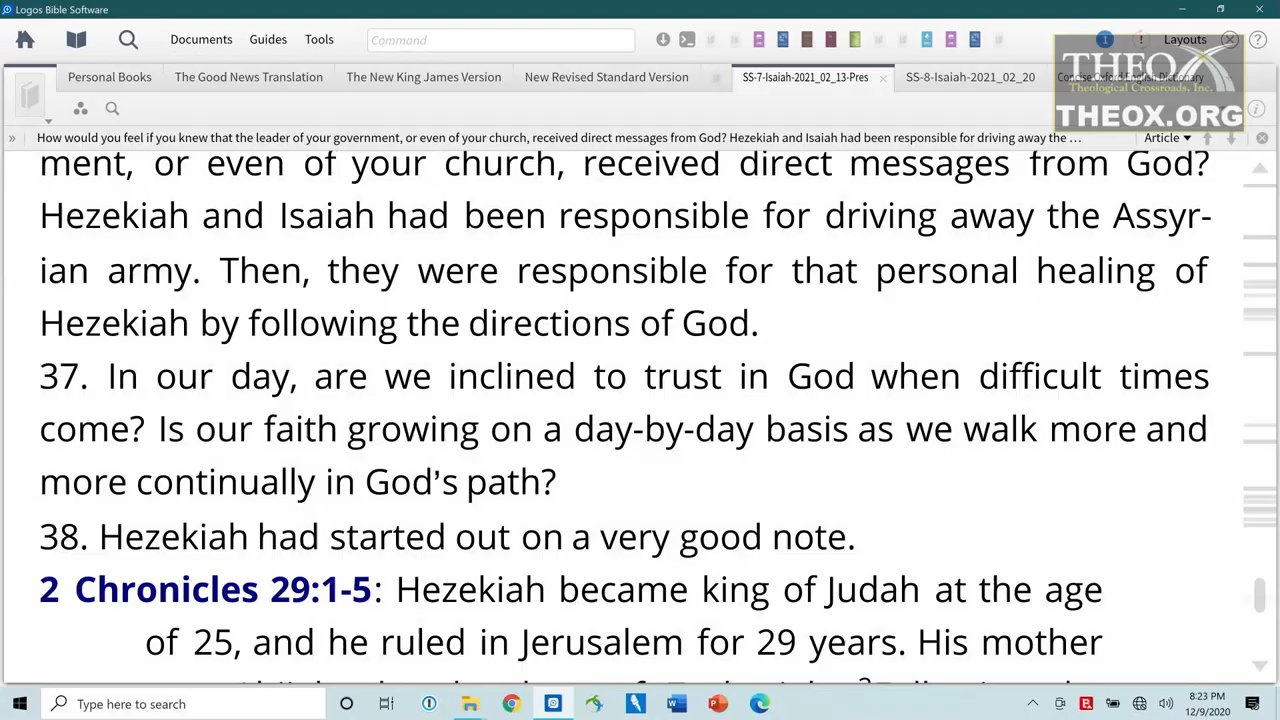 Logos Bible Software
Documents Guides Tools Command 1 ! Layouts
Personal Books The Good News Translation The New King James Version New Revised Standard Version SS-7-Isaiah-2021_02_13-Pres SS-8-Isaiah-2021_02_20 Concise Oxford English Dictionary
THEOX
Theological Crossroads, Inc.
THEOX.ORG
» How would you feel if you knew that the leader of your government, or even of your church, received direct messages from God? Hezekiah and Isaiah had been responsible for driving away the … Article
ment, or even of your church, received direct messages from God?
Hezekiah and Isaiah had been responsible for driving away the Assyr-
ian army. Then, they were responsible for that personal healing of
Hezekiah by following the directions of God.
37. In our day, are we inclined to trust in God when difficult times
come? Is our faith growing on a day-by-day basis as we walk more and
more continually in God's path?
38. Hezekiah had started out on a very good note.
2 Chronicles 29:1-5: Hezekiah became king of Judah at the age
of 25, and he ruled in Jerusalem for 29 years. His mother
Type here to search
8:23 PM
12/9/2020